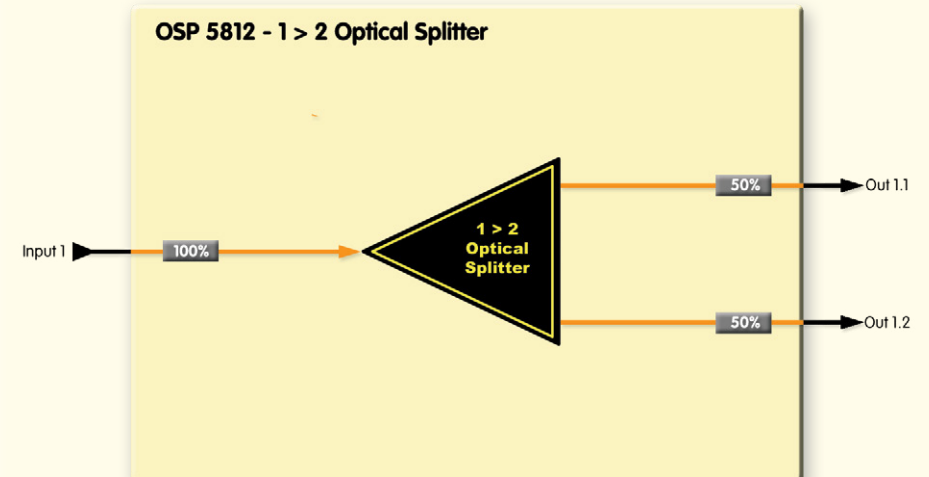 OSP 5812 - 1 > 2 Optical Splitter
50%
Out 1.1
1 > 2
Optical
Splitter
Input 1
100%
50%
Out 1.2